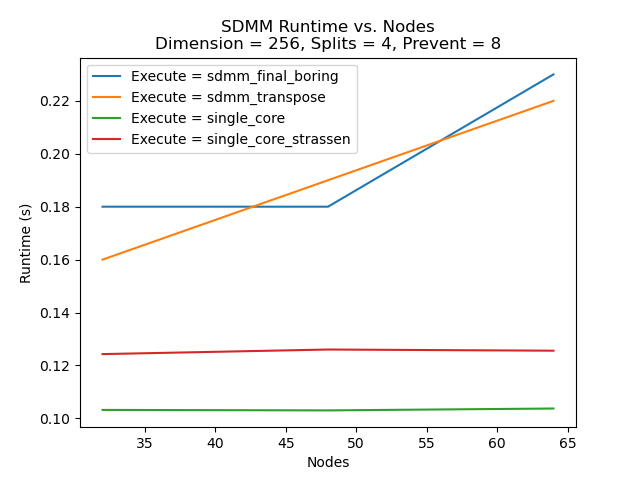 SDMM Runtime vs. Nodes
Dimension = 256, Splits = 4, Prevent = 8
Execute = sdmm_final_boring
Execute = sdmm_transpose
Execute = single_core
Execute = single_core_strassen
Runtime (s)
0.22
0.20
0.18
0.16
0.14
0.12
0.10
35 40 45 50 55 60 65
Nodes